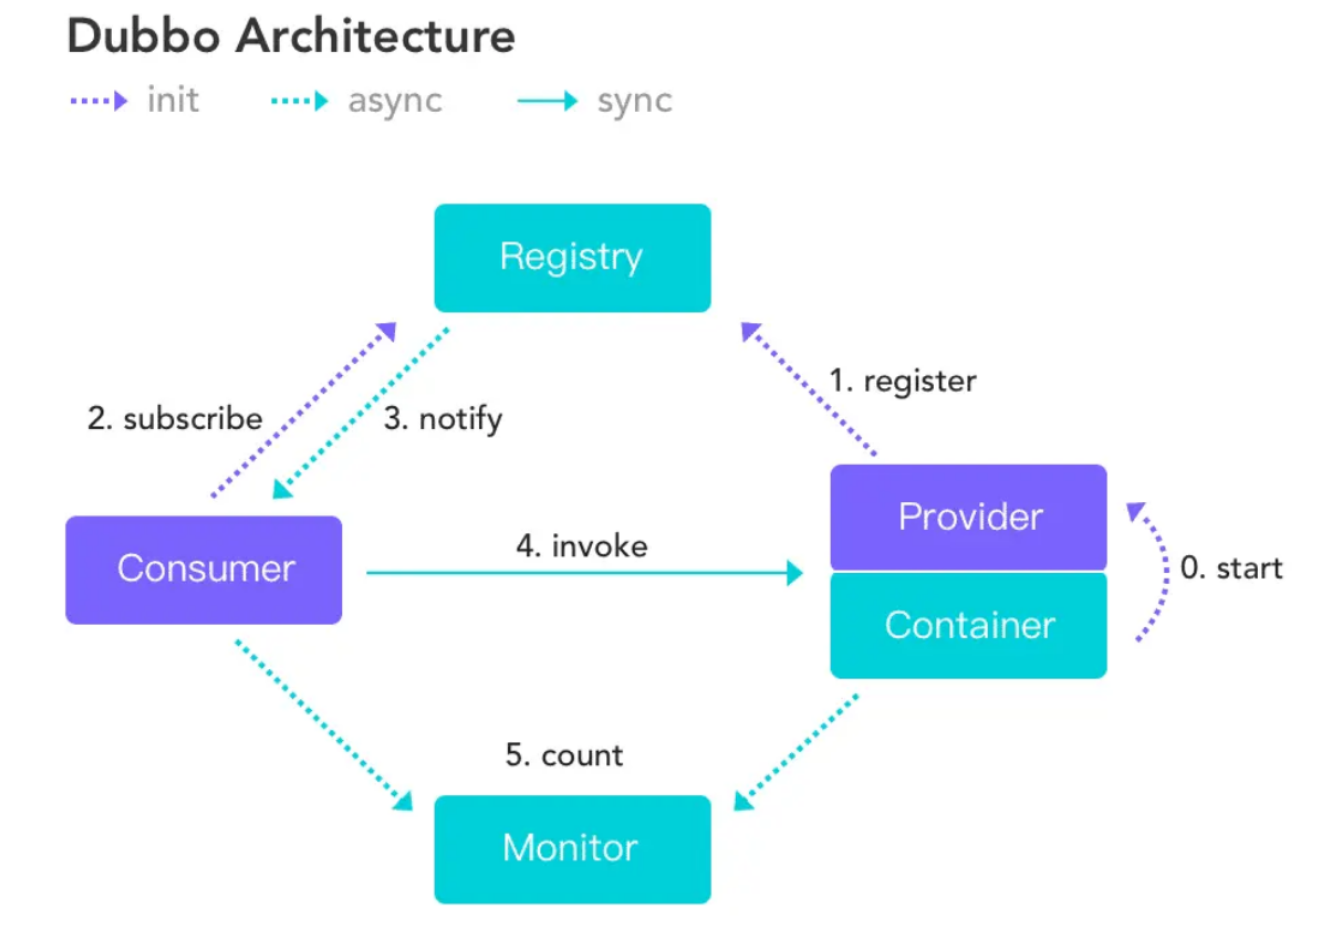 Dubbo Architecture
init async sync
Registry
1. register
2. subscribe
3. notify
Provider
4. invoke
Consumer
0. start
Container
5. count
Monitor